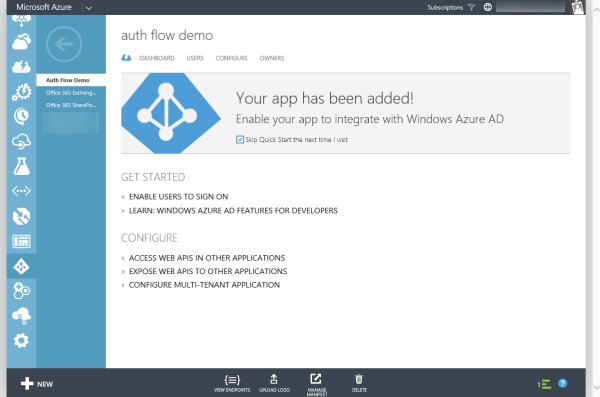 Microsoft Azure
Subscriptions
auth flow demo
DASHBOARD USERS CONFIGURE OWNERS
Auth Flow Demo
Office 365 Exchang...
Office 365 SharePo...
Your app has been added!
Enable your app to integrate with Windows Azure AD
Skip Quick Start the next time I visit
GET STARTED
ENABLE USERS TO SIGN ON
LEARN: WINDOWS AZURE AD FEATURES FOR DEVELOPERS
CONFIGURE
ACCESS WEB APIS IN OTHER APPLICATIONS
EXPOSE WEB APIS TO OTHER APPLICATIONS
CONFIGURE MULTI-TENANT APPLICATION
NEW
VIEW ENDPOINTS
UPLOAD LOGO
MANAGE
MANIFEST
DELETE
1
?